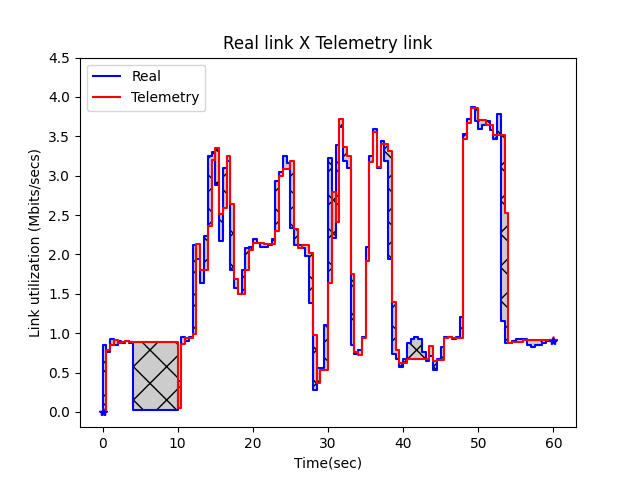 Real link X Telemetry link
Real
Telemetry
4.5
4.0
3.5
3.0
2.5
2.0
1.5
1.0
0.5
0.0
Link utilization (Mbits/secs)
0 10 20 30 40 50 60
Time(sec)